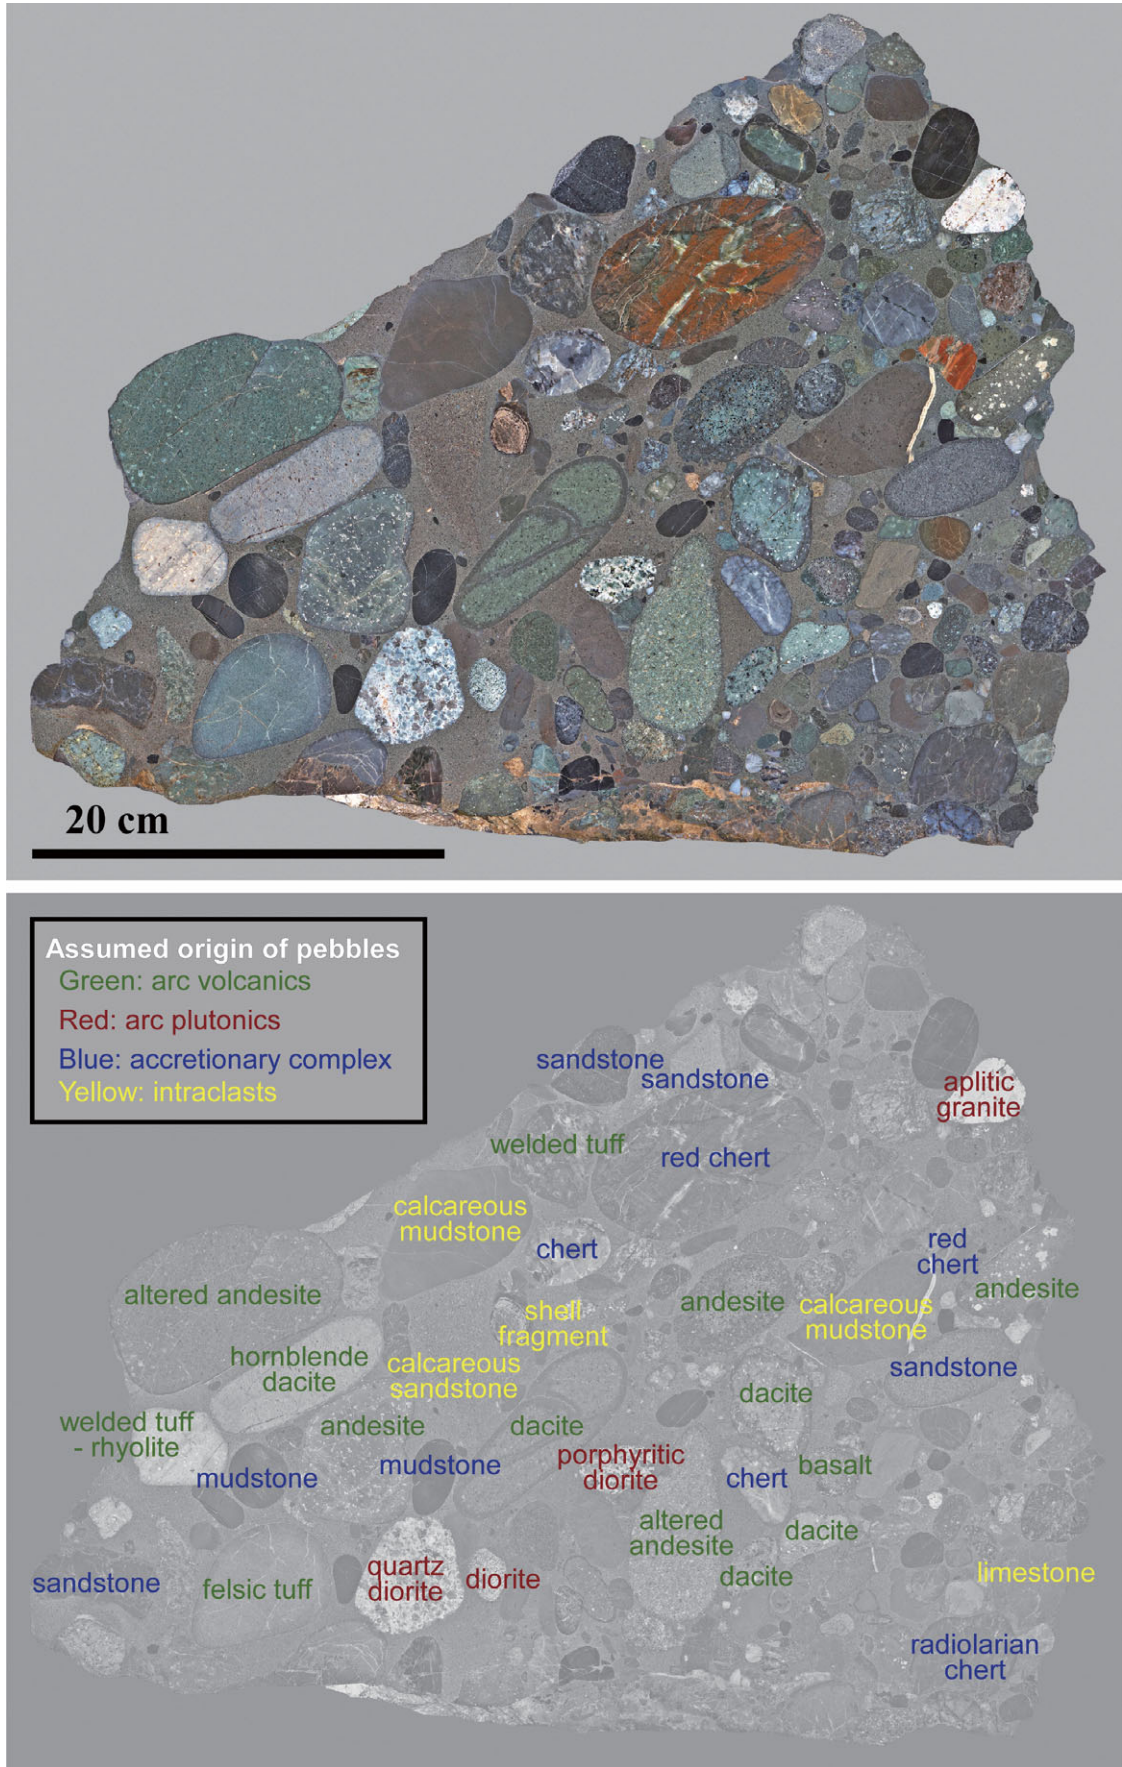 20 cm
Assumed origin of pebbles
Green: arc volcanics
Red: arc plutonics
Blue: accretionary complex
Yellow: intraclasts
sandstone
sandstone
aplitic
granite
welded tuff
red chert
calcareous
mudstone
chert
red
chert
altered andesite
andesite
andesite
shell
fragment
calcareous
mudstone
hornblende
dacite
calcareous
sandstone
sandstone
dacite
welded tuff
- rhyolite
andesite
dacite
mudstone
mudstone
porphyritic
diorite
chert
basalt
altered
andesite
dacite
sandstone
felsic tuff
quartz
diorite
diorite
dacite
limestone
radiolarian
chert